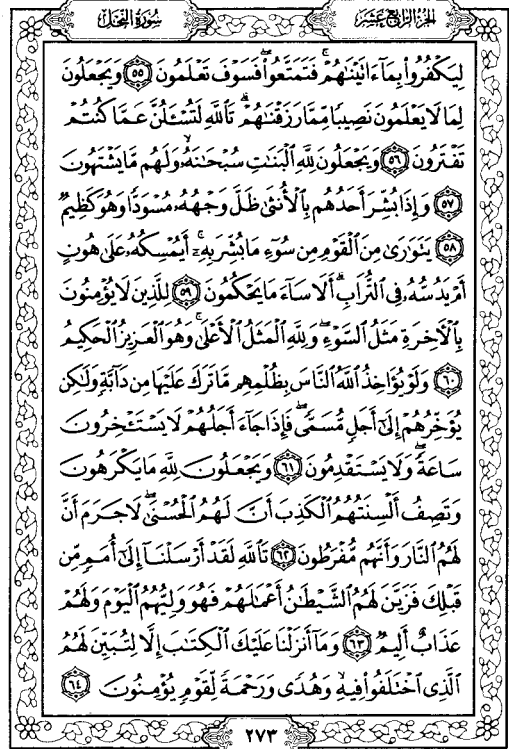 الجزء الرابع عشر
سورة النحل
لِيَكْفُرُوا۟ بِمَآ ءَاتَيْنَٰهُمْ ۚ فَتَمَتَّعُوا۟ ۖ فَسَوْفَ تَعْلَمُونَ ٥٥ وَيَجْعَلُونَ
لِمَا لَا يَعْلَمُونَ نَصِيبًا مِّمَّا رَزَقْنَٰهُمْ ۗ تَٱللَّهِ لَتُسْـَٔلُنَّ عَمَّا كُنتُمْ
تَفْتَرُونَ ٥٦ وَيَجْعَلُونَ لِلَّهِ ٱلْبَنَٰتِ سُبْحَٰنَهُۥ ۙ وَلَهُم مَّا يَشْتَهُونَ
٥٧ وَإِذَا بُشِّرَ أَحَدُهُم بِٱلْأُنثَىٰ ظَلَّ وَجْهُهُۥ مُسْوَدًّا وَهُوَ كَظِيمٌ
٥٨ يَتَوَٰرَىٰ مِنَ ٱلْقَوْمِ مِن سُوٓءِ مَا بُشِّرَ بِهِۦٓ ۚ أَيُمْسِكُهُۥ عَلَىٰ هُونٍ
أَمْ يَدُسُّهُۥ فِى ٱلتُّرَابِ ۗ أَلَا سَآءَ مَا يَحْكُمُونَ ٥٩ لِلَّذِينَ لَا يُؤْمِنُونَ
بِٱلْـَٔاخِرَةِ مَثَلُ ٱلسَّوْءِ ۖ وَلِلَّهِ ٱلْمَثَلُ ٱلْأَعْلَىٰ ۚ وَهُوَ ٱلْعَزِيزُ ٱلْحَكِيمُ
٦٠ وَلَوْ يُؤَاخِذُ ٱللَّهُ ٱلنَّاسَ بِظُلْمِهِم مَّا تَرَكَ عَلَيْهَا مِن دَآبَّةٍ وَلَٰكِن
يُؤَخِّرُهُمْ إِلَىٰٓ أَجَلٍ مُّسَمًّى ۖ فَإِذَا جَآءَ أَجَلُهُمْ لَا يَسْتَـْٔخِرُونَ
سَاعَةً ۖ وَلَا يَسْتَقْدِمُونَ ٦١ وَيَجْعَلُونَ لِلَّهِ مَا يَكْرَهُونَ
وَتَصِفُ أَلْسِنَتُهُمُ ٱلْكَذِبَ أَنَّ لَهُمُ ٱلْحُسْنَىٰ ۖ لَا جَرَمَ أَنَّ
لَهُمُ ٱلنَّارَ وَأَنَّهُم مُّفْرَطُونَ ٦٢ تَٱللَّهِ لَقَدْ أَرْسَلْنَآ إِلَىٰٓ أُمَمٍ مِّن
قَبْلِكَ فَزَيَّنَ لَهُمُ ٱلشَّيْطَٰنُ أَعْمَٰلَهُمْ فَهُوَ وَلِيُّهُمُ ٱلْيَوْمَ وَلَهُمْ
عَذَابٌ أَلِيمٌ ٦٣ وَمَآ أَنزَلْنَا عَلَيْكَ ٱلْكِتَٰبَ إِلَّا لِتُبَيِّنَ لَهُمُ
ٱلَّذِى ٱخْتَلَفُوا۟ فِيهِ ۙ وَهُدًى وَرَحْمَةً لِّقَوْمٍ يُؤْمِنُونَ ٦٤
٢٧٣